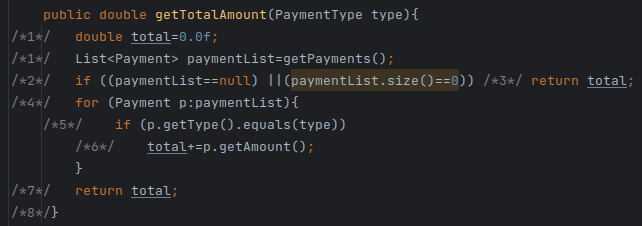 public double getTotalAmount(PaymentType type){
/*1*/   double total=0.0f;
/*1*/   List<Payment> paymentList=getPayments();
/*2*/   if ((paymentList==null) ||(paymentList.size()==0)) /*3*/ return total;
/*4*/   for (Payment p:paymentList){
/*5*/   if (p.getType().equals(type))
/*6*/   total+=p.getAmount();
}
/*7*/   return total;
/*8*/}